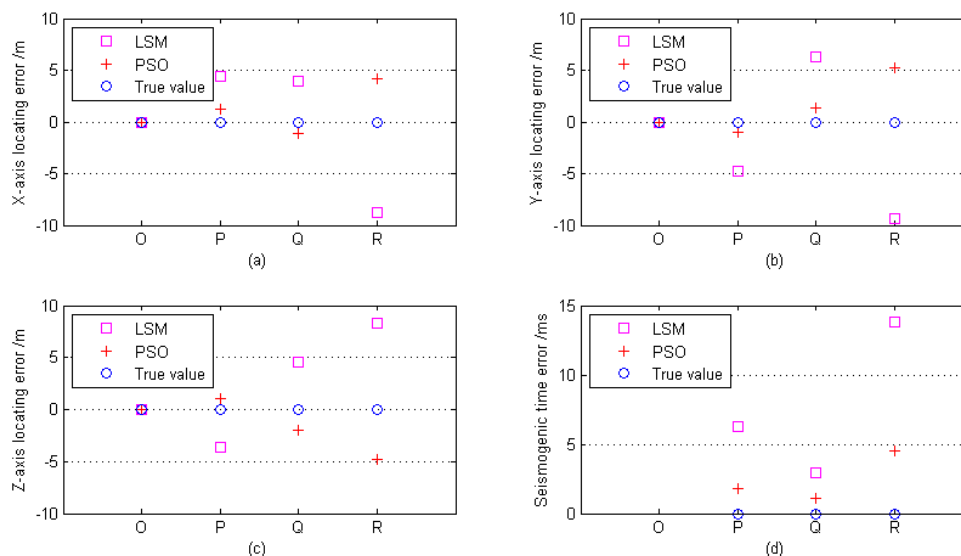 10
5
0
-5
-10
X-axis locating error /m
LSM
PSO
True value
O P Q R
(a)
10
5
0
-5
-10
Y-axis locating error /m
LSM
PSO
True value
O P Q R
(b)
10
5
0
-5
-10
Z-axis locating error /m
LSM
PSO
True value
O P Q R
(c)
15
10
5
0
Seismogenic time error /ms
LSM
PSO
True value
O P Q R
(d)